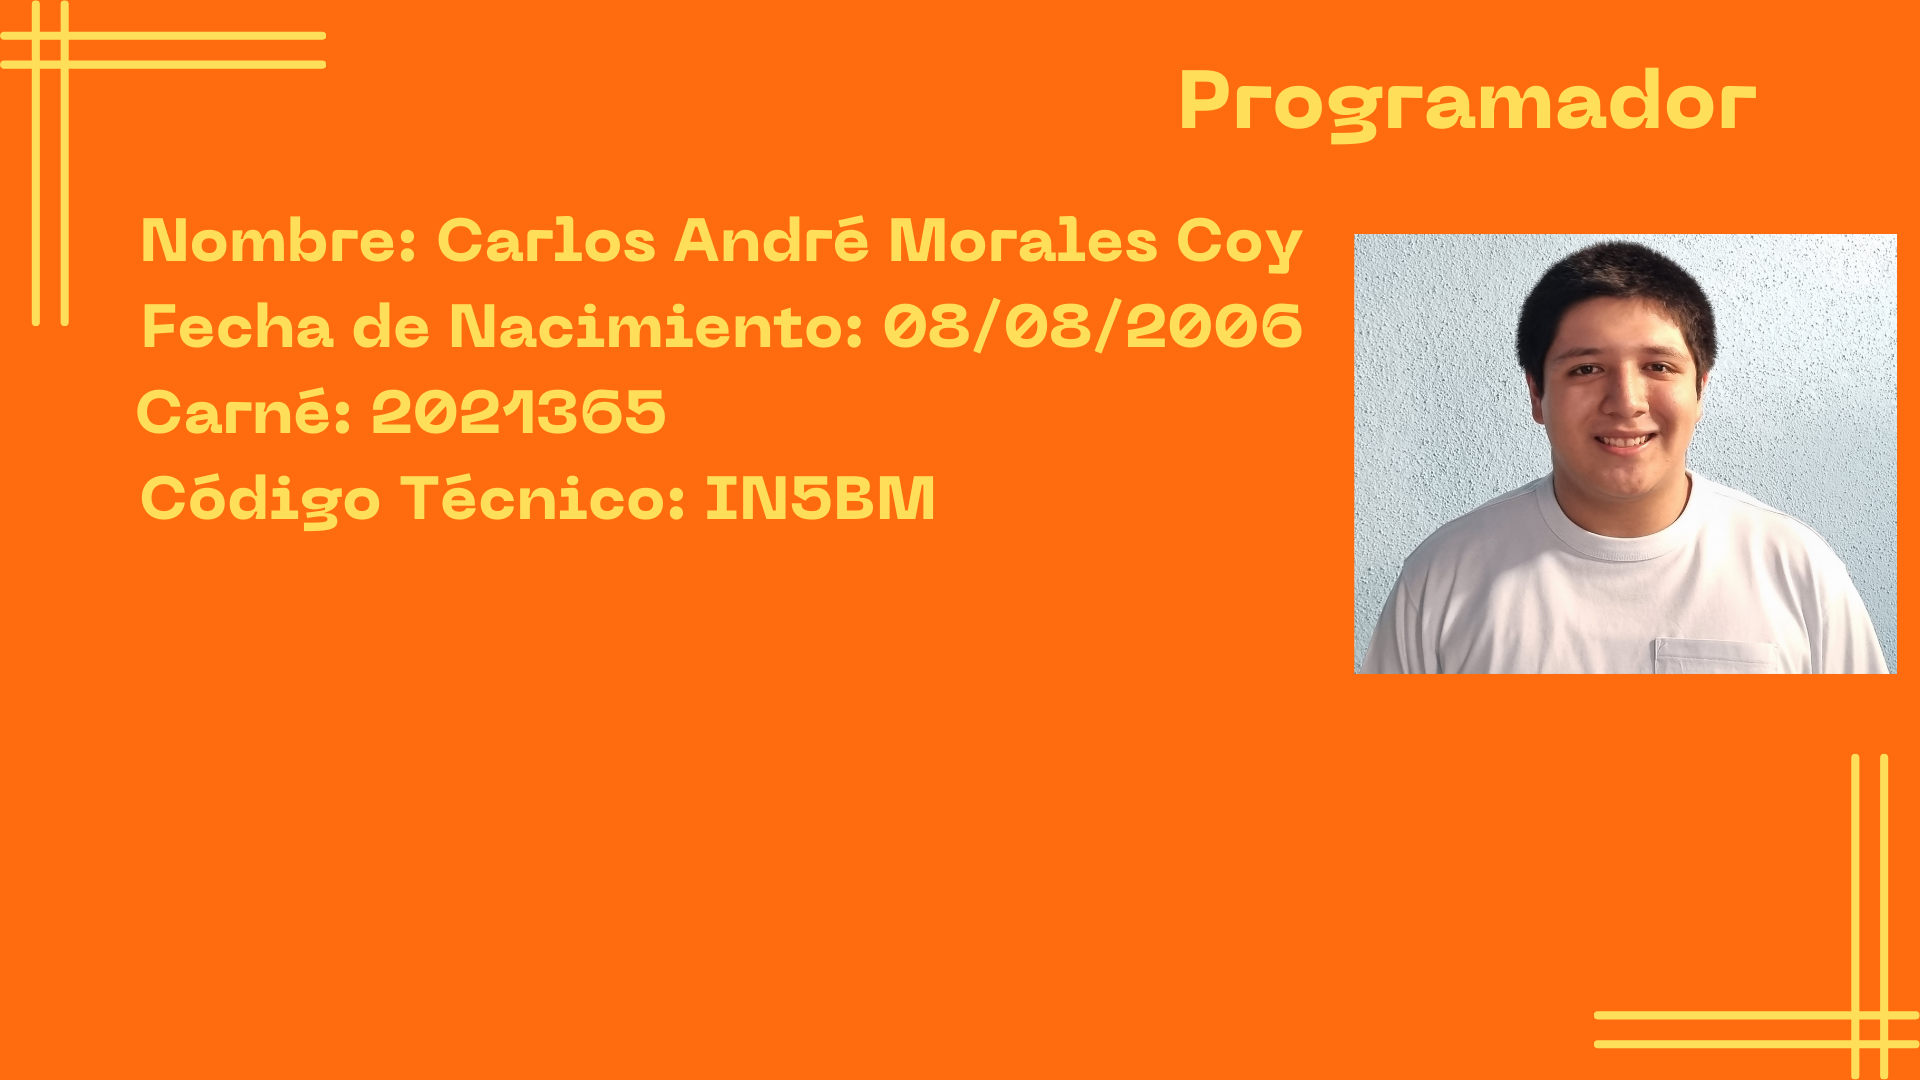 Programador
Nombre: Carlos André Morales Coy
Fecha de Nacimiento: 08/08/2006
Carné: 2021365
Código Técnico: IN5BM